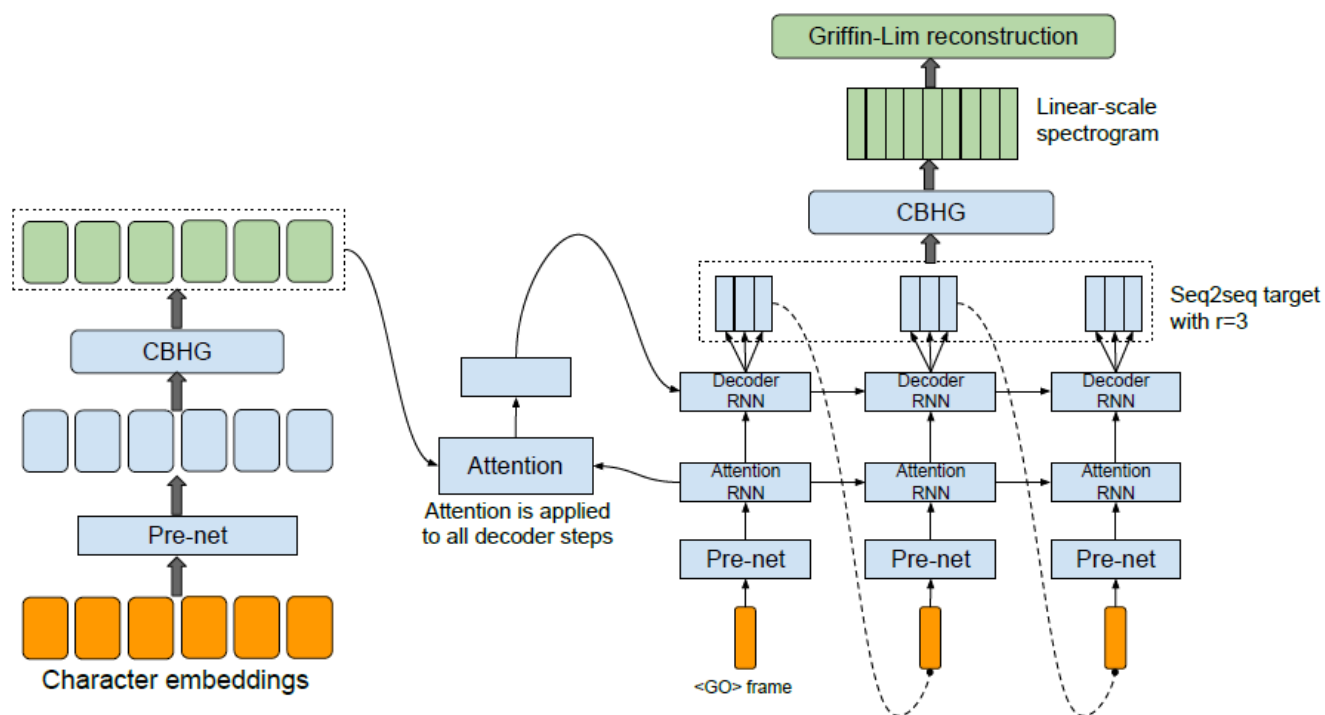 Griffin-Lim reconstruction
Linear-scale
spectrogram
CBHG
Seq2seq target
with r=3
CBHG
Decoder
RNN
Decoder
RNN
Decoder
RNN
Attention
Attention
RNN
Attention
RNN
Attention
RNN
Attention is applied
to all decoder steps
Pre-net
Pre-net
Pre-net
Pre-net
Character embeddings
<GO> frame